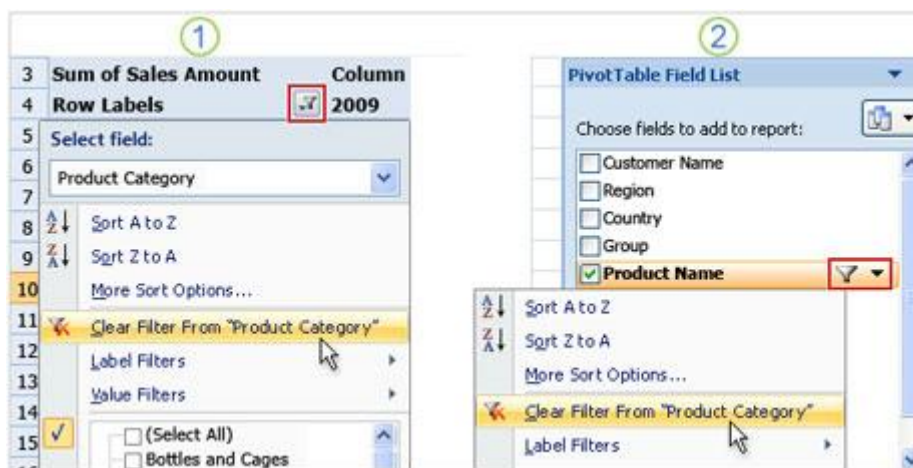 1
3 Sum of Sales Amount Column
4 Row Labels 2009
5 Select field:
6 Product Category
7
8 Sort A to Z
9 Sort Z to A
10 More Sort Options...
11 Clear Filter From "Product Category"
12 Label Filters
13 Value Filters
14
15 (Select All)
Bottles and Cages
2
PivotTable Field List
Choose fields to add to report:
Customer Name
Region
Country
Group
Product Name
Sort A to Z
Sort Z to A
More Sort Options...
Clear Filter From "Product Category"
Label Filters